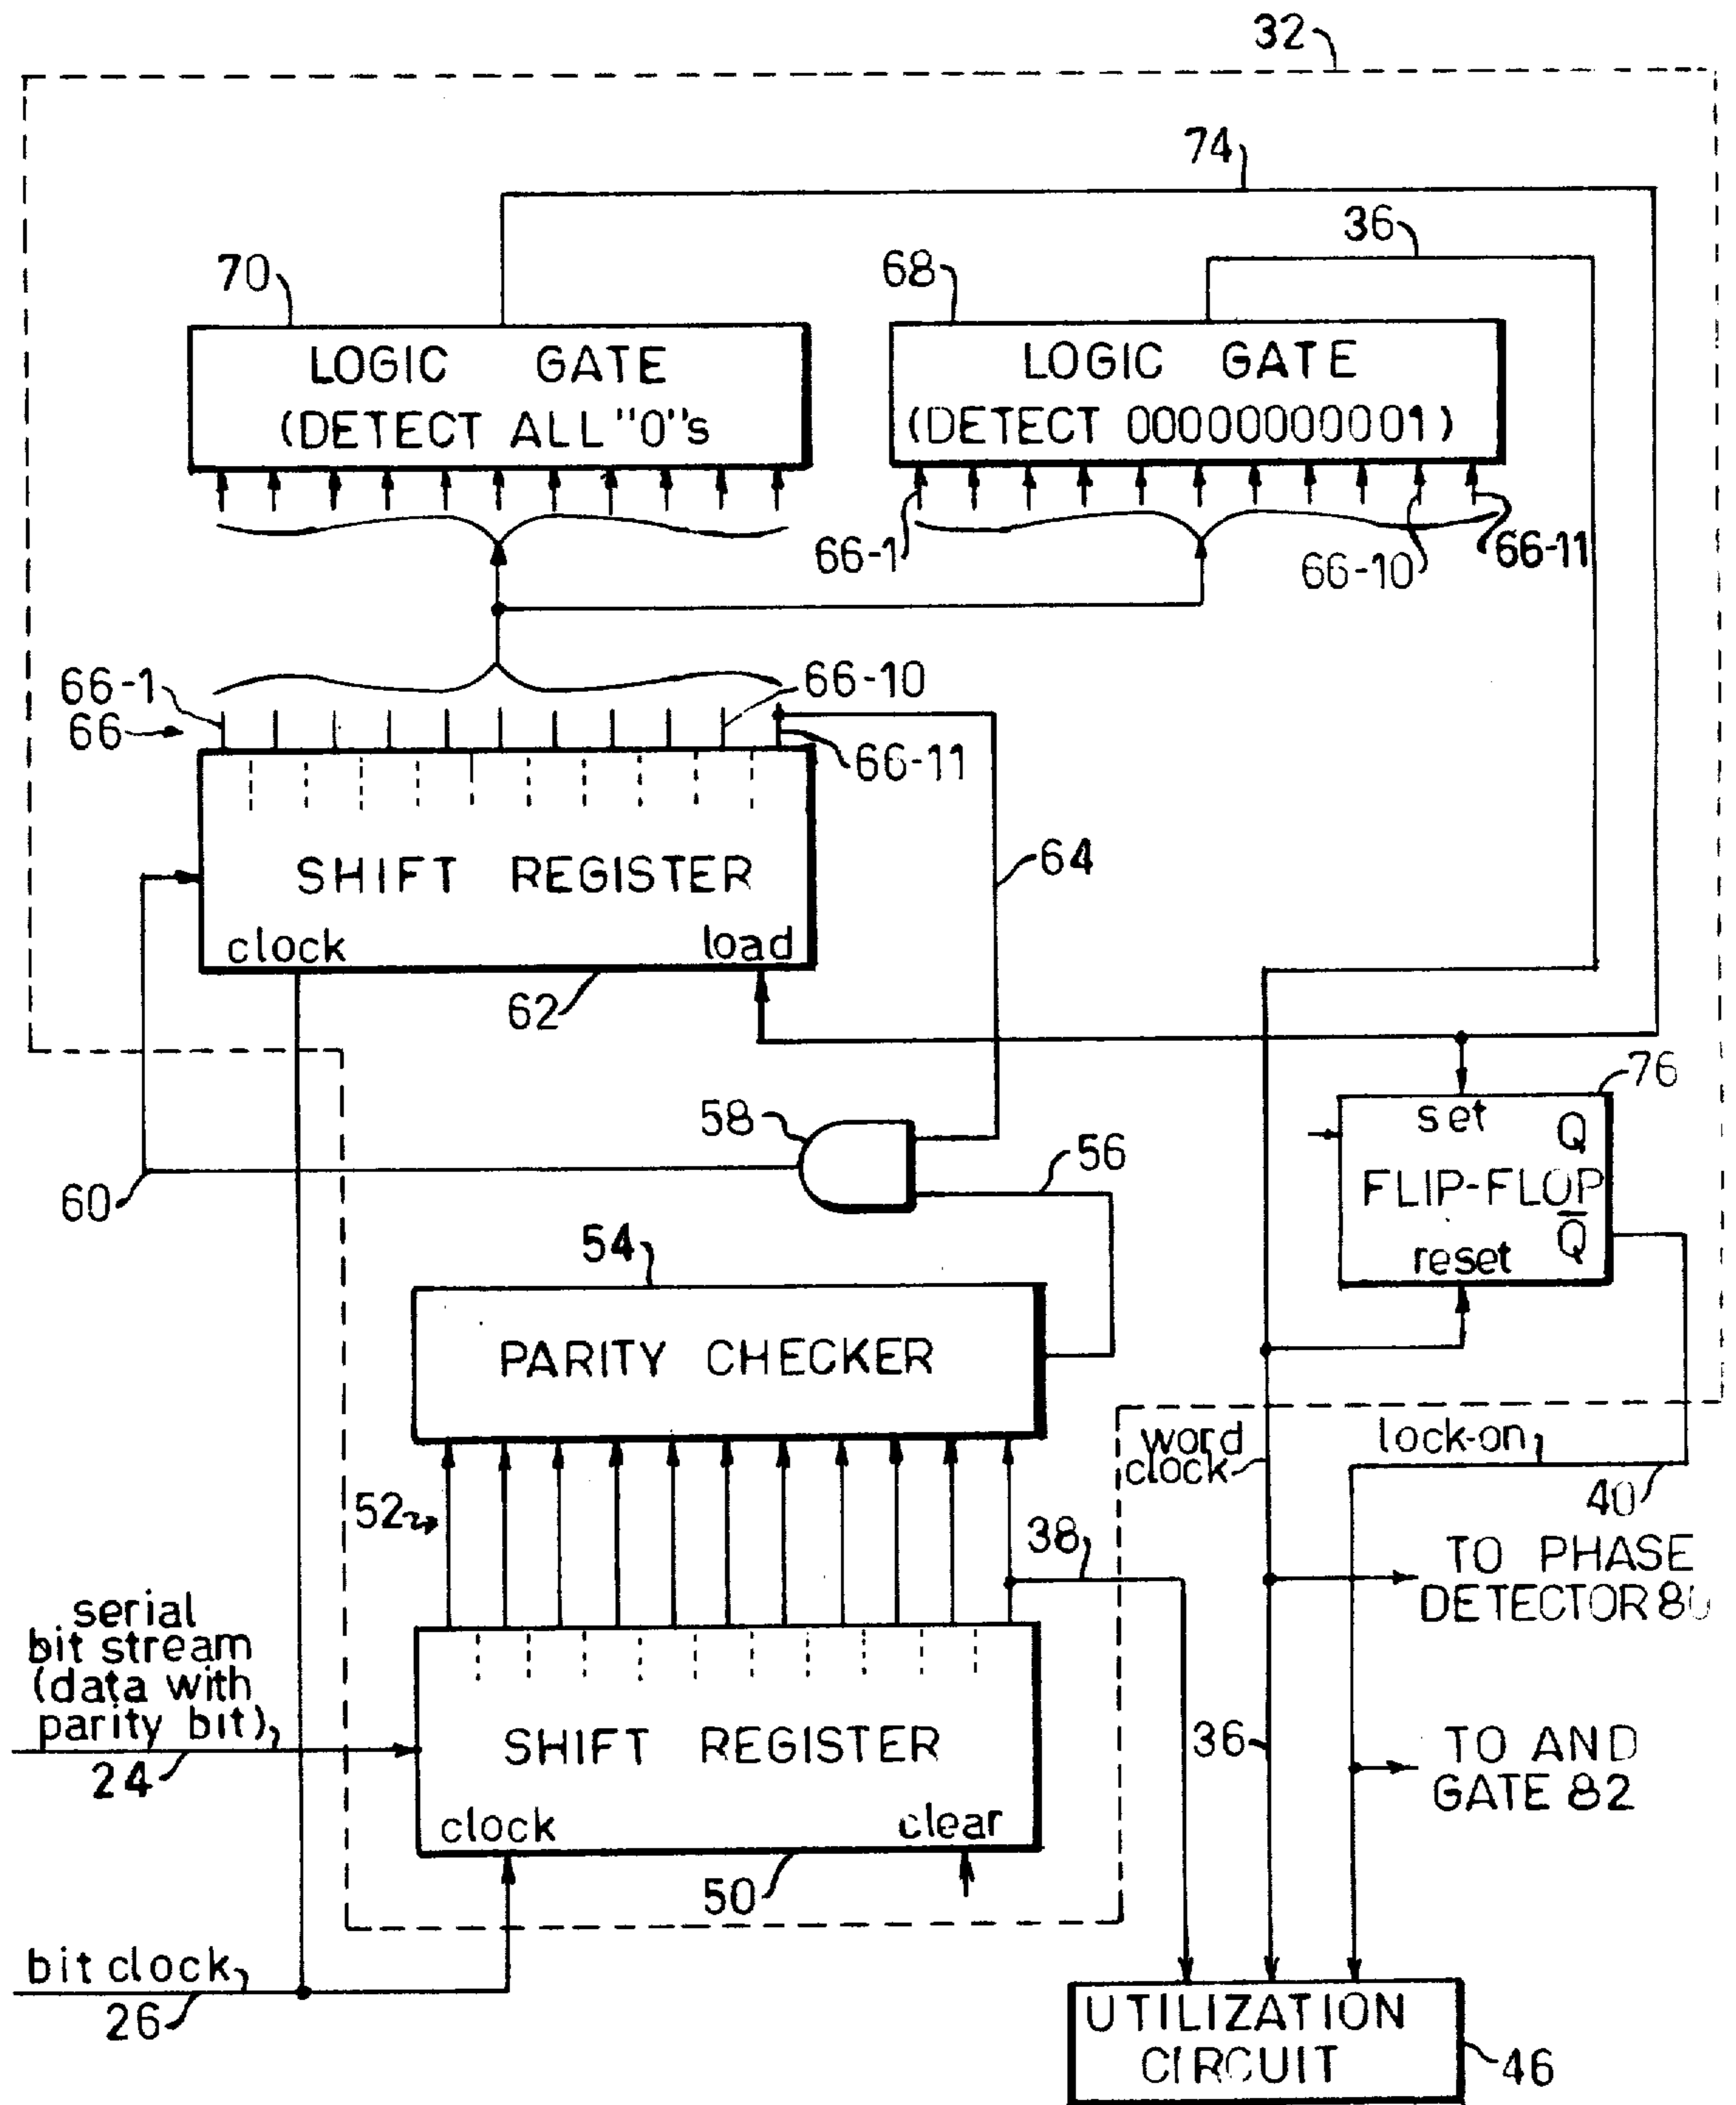 32
74
36
70
68
LOGIC GATE
(DETECT ALL "0"s
LOGIC GATE
(DETECT 00000000001)
66-1
66-10
66-11
66-1
66
66-10
66-11
SHIFT REGISTER
clock
load
64
62
76
58
set
Q
56
FLIP-FLOP
60
Q̅
reset
54
PARITY CHECKER
word
clock
lock-on
40
52
38
TO PHASE
DETECTOR
serial
bit stream
(data with
parity bit)
24
SHIFT REGISTER
36
TO AND
GATE 82
clock
clear
50
bit clock
26
UTILIZATION
CIRCUIT
46